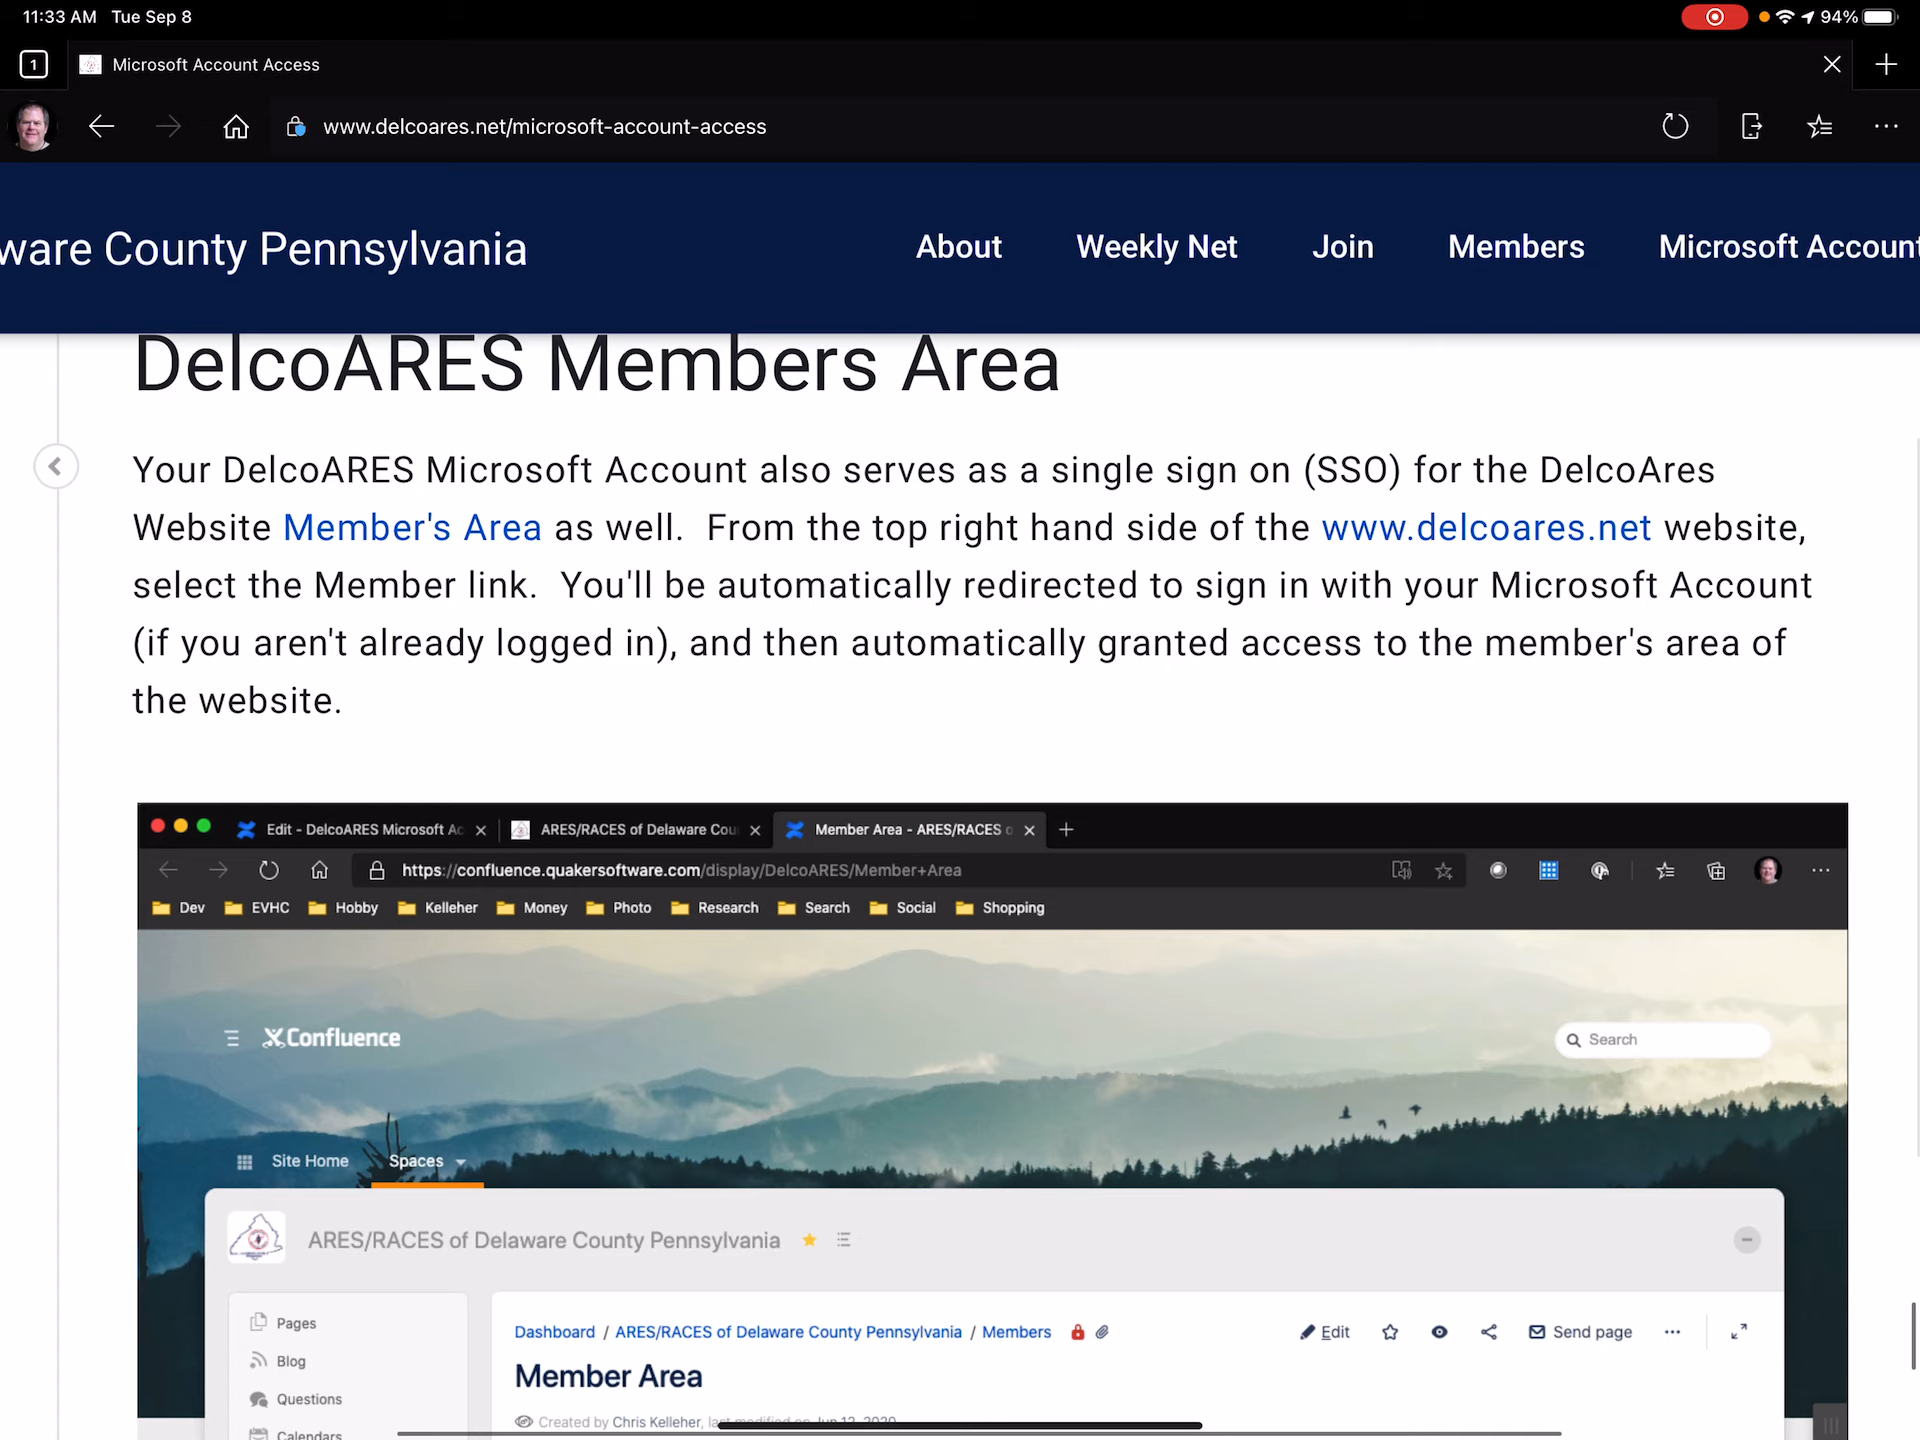 11:33 AM Tue Sep 8
94%
1
Microsoft Account Access
www.delcoares.net/microsoft-account-access
ware County Pennsylvania
About
Weekly Net
Join
Members
Microsoft Account
DelcoARES Members Area
Your DelcoARES Microsoft Account also serves as a single sign on (SSO) for the DelcoAres
Website Member's Area as well. From the top right hand side of the www.delcoares.net website,
select the Member link. You'll be automatically redirected to sign in with your Microsoft Account
(if you aren't already logged in), and then automatically granted access to the member's area of
the website.
Edit - DelcoARES Microsoft Ac
ARES/RACES of Delaware Cou
Member Area - ARES/RACES o
https://confluence.quakersoftware.com/display/DelcoARES/Member+Area
Dev
EVHC
Hobby
Kelleher
Money
Photo
Research
Search
Social
Shopping
Confluence
Search
Site Home
Spaces
ARES/RACES of Delaware County Pennsylvania
Pages
Blog
Questions
Calendars
Dashboard / ARES/RACES of Delaware County Pennsylvania / Members
Edit
Send page
Member Area
Created by Chris Kelleher, last modified on Jun 12, 2020